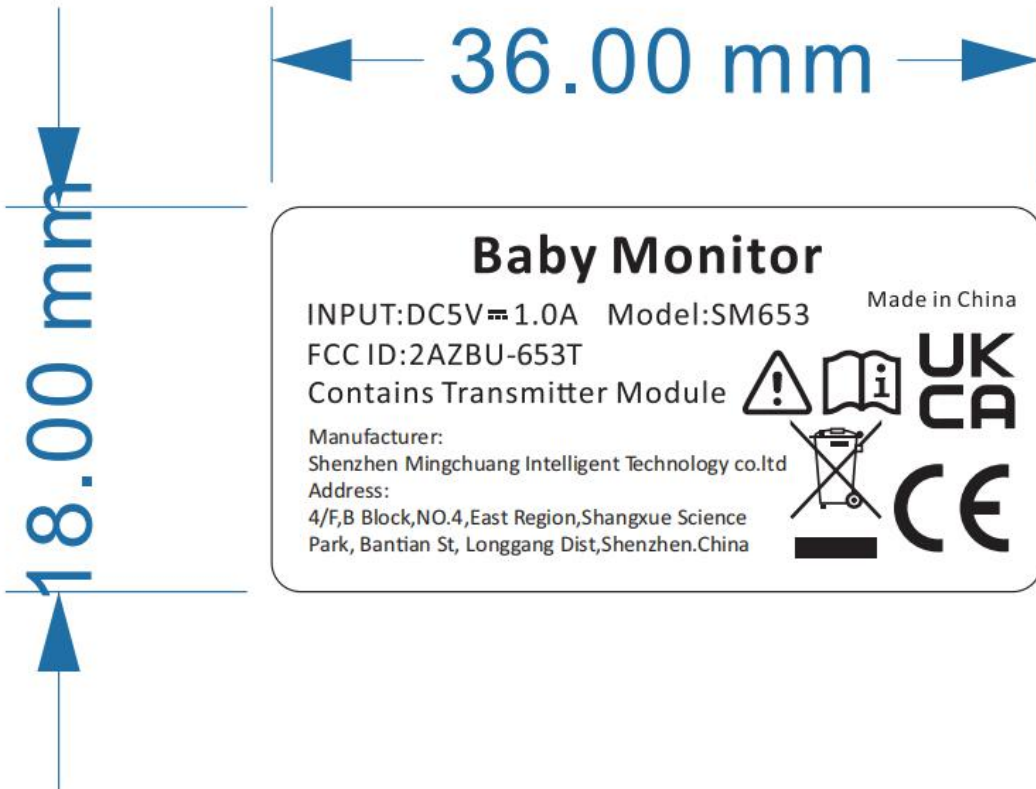 36.00 mm
18.00 mm
Baby Monitor
INPUT:DC5V⎓1.0A Model:SM653
Made in China
FCC ID:2AZBU-653T
Contains Transmitter Module
UK
CA
Manufacturer:
Shenzhen Mingchuang Intelligent Technology co.ltd
Address:
4/F,B Block,NO.4,East Region,Shangxue Science
Park, Bantian St, Longgang Dist,Shenzhen.China
CE